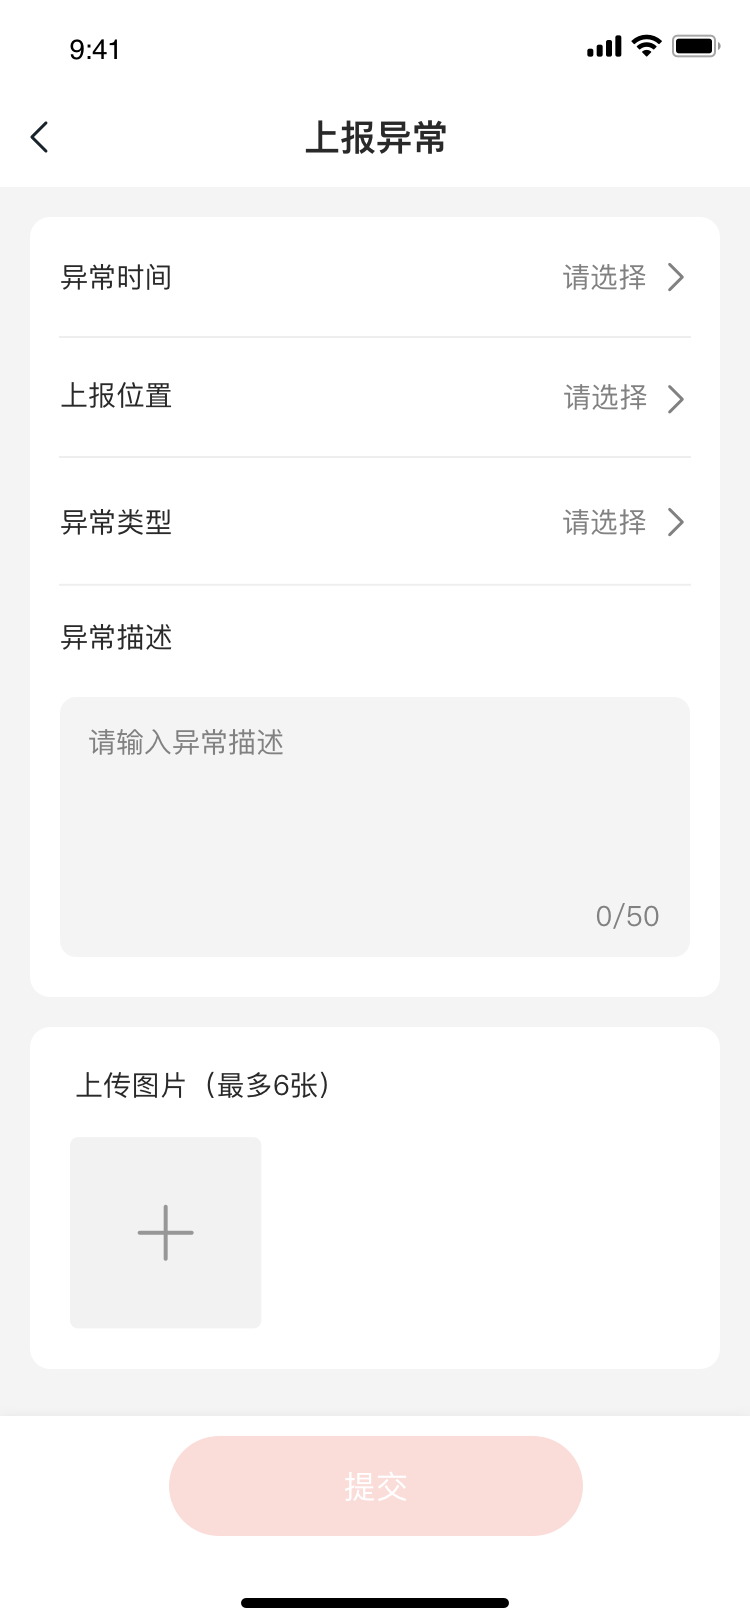 9:41
上报异常
异常时间 请选择
上报位置 请选择
异常类型 请选择
异常描述
请输入异常描述
0/50
上传图片（最多6张）
提交